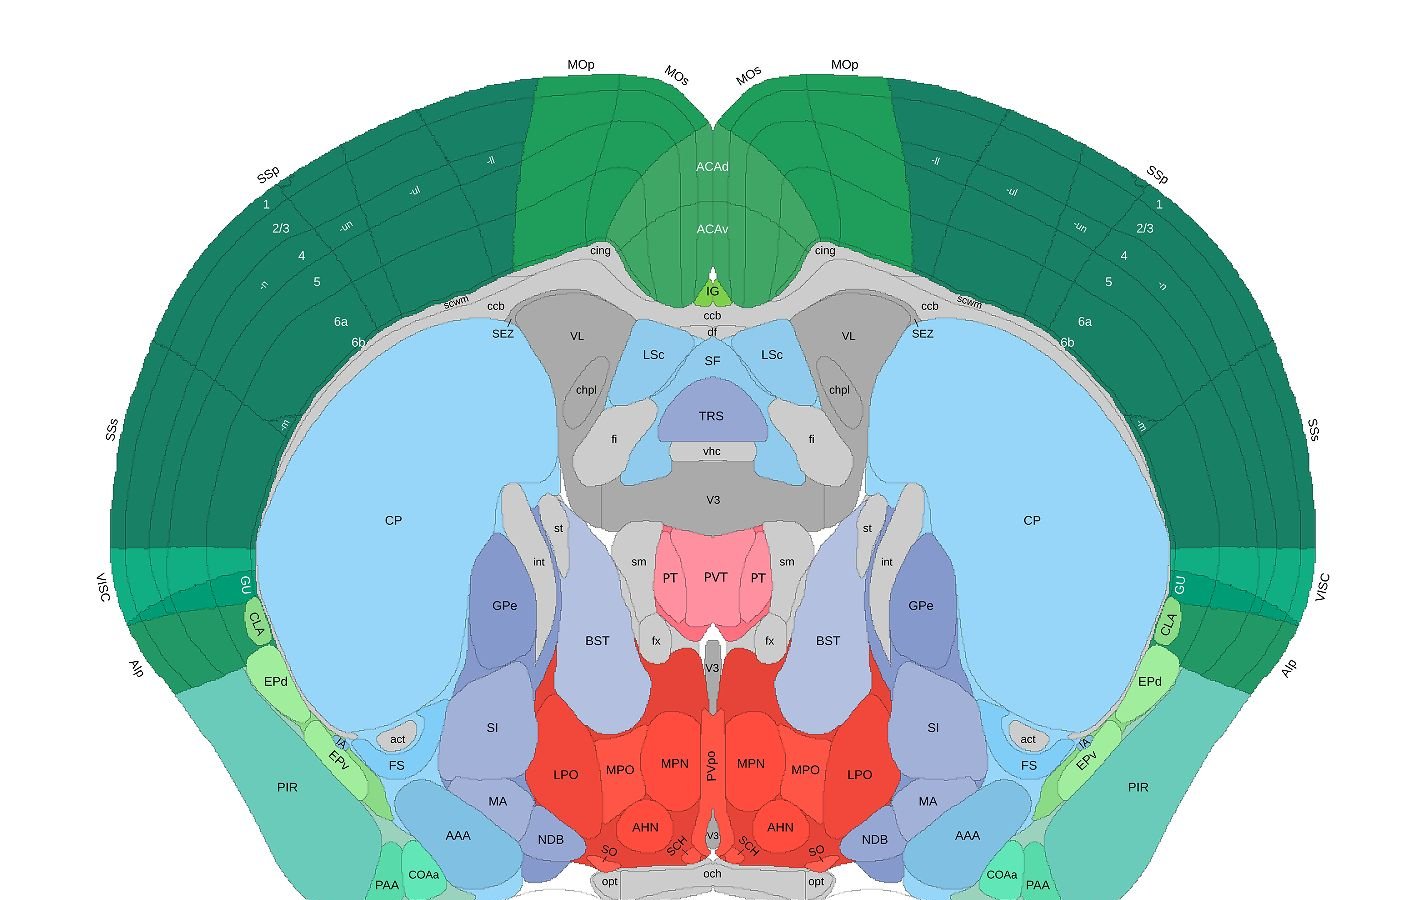 MOp
MOs
MOs
MOp
SSp
-ll
-ul
-un
-n
1
2/3
4
5
6a
6b
ACAd
ACAv
-ll
-ul
-un
-n
SSp
1
2/3
4
5
6a
6b
cing
cing
IG
scwm
ccb
SEZ
ccb
df
ccb
SEZ
scwm
VL
LSc
SF
LSc
VL
chpl
TRS
chpl
SSs
-m
fi
vhc
fi
-m
SSs
CP
st
V3
st
CP
int
sm
PT
PVT
PT
sm
int
VISC
GU
GU
VISC
CLA
GPe
BST
fx
fx
BST
GPe
CLA
AIp
EPd
V3
EPd
AIp
act
SI
SI
act
IA
EPv
FS
FS
IA
EPv
PIR
LPO
MPO
MPN
PVpo
MPN
MPO
LPO
PIR
MA
MA
AAA
NDB
AHN
V3
AHN
NDB
AAA
SO
SCH
SCH
SO
PAA
COAa
opt
och
opt
COAa
PAA